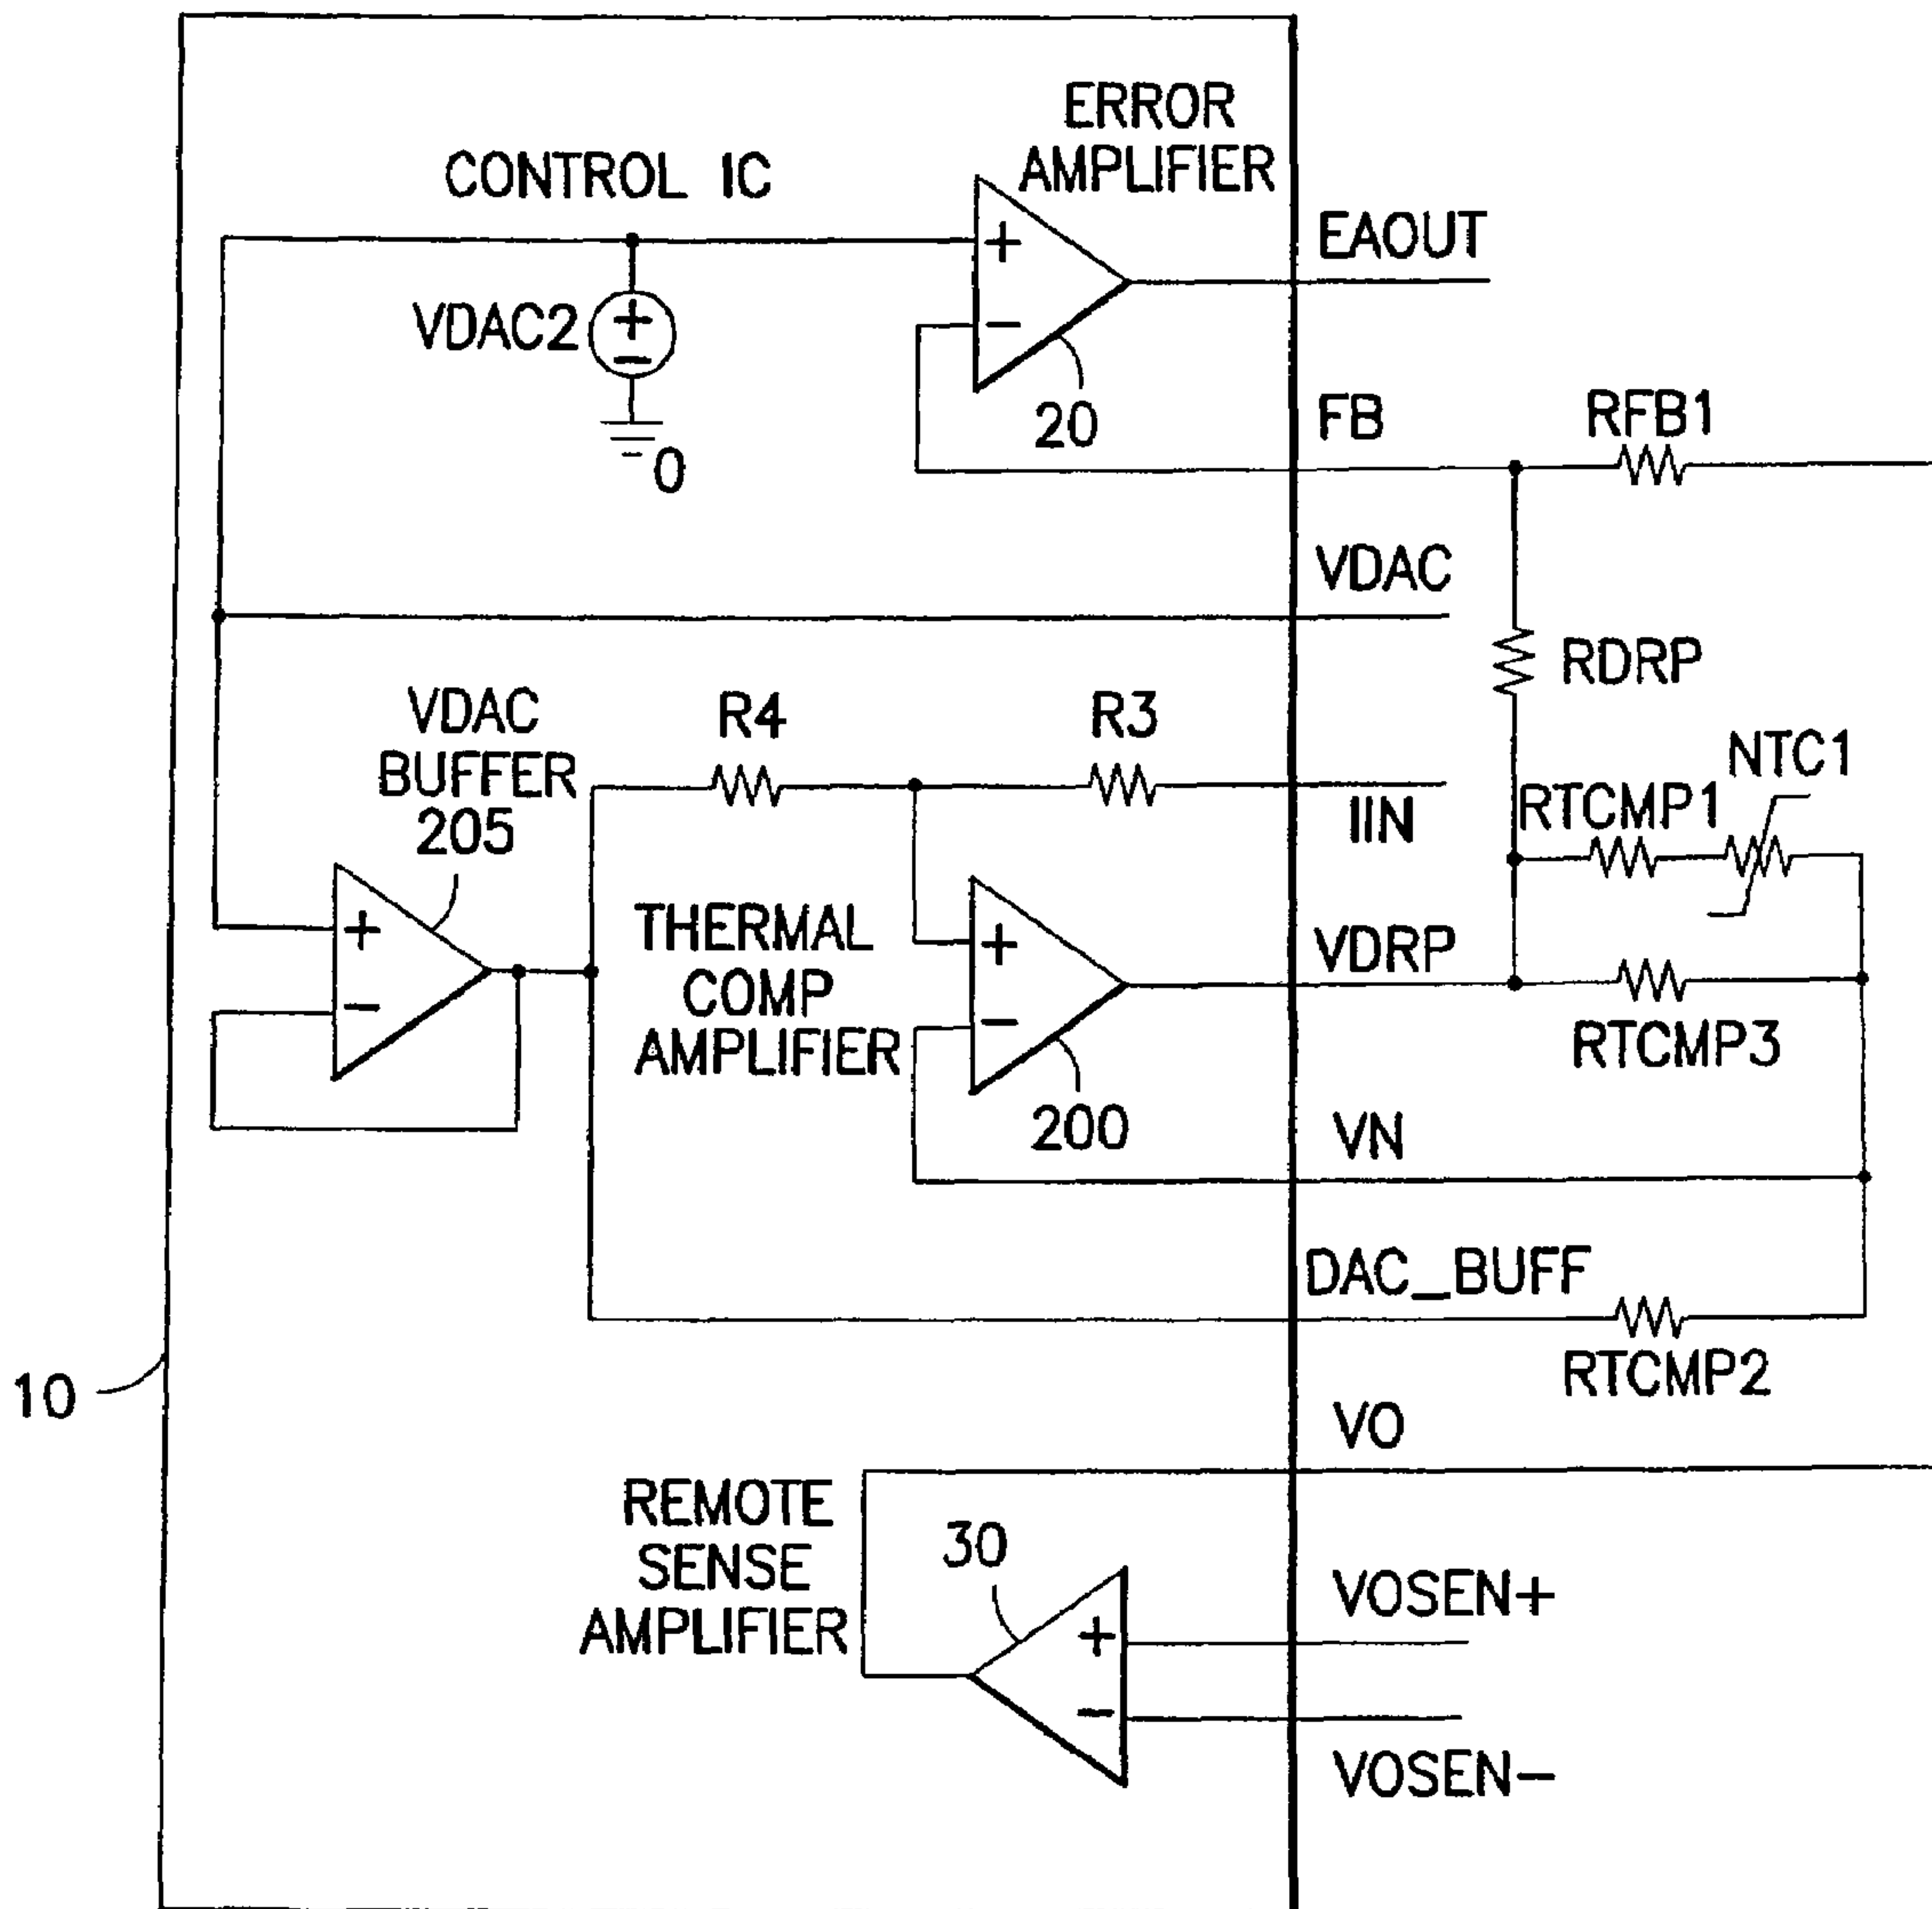 ERROR
AMPLIFIER
CONTROL IC
+
EAOUT
VDAC2
+
−
−
20
FB
RFB1
0
VDAC
RDRP
VDAC
BUFFER
205
R4
R3
NTC1
IIN
RTCMP1
+
−
THERMAL
COMP
AMPLIFIER
+
−
VDRP
RTCMP3
200
VN
DAC_BUFF
RTCMP2
10
VO
REMOTE
SENSE
AMPLIFIER
30
+
−
VOSEN+
VOSEN−